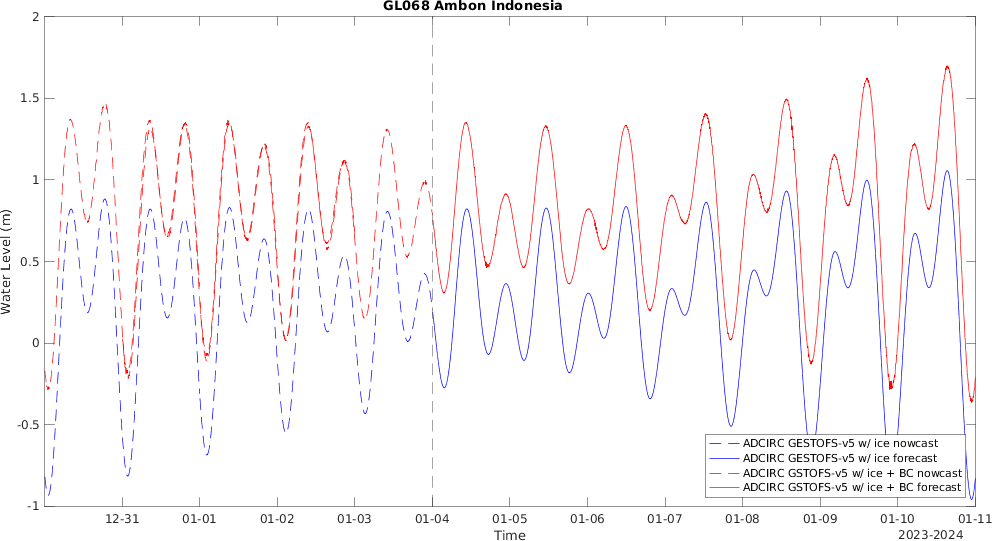 GL068 Ambon Indonesia
Water Level (m)
2
1.5
1
0.5
0
-0.5
-1
12-31
01-01
01-02
01-03
01-04
01-05
01-06
01-07
01-08
01-09
01-10
01-11
Time
2023-2024
ADCIRC GESTOFS-v5 w/ ice nowcast
ADCIRC GESTOFS-v5 w/ ice forecast
ADCIRC GSTOFS-v5 w/ ice + BC nowcast
ADCIRC GSTOFS-v5 w/ ice + BC forecast